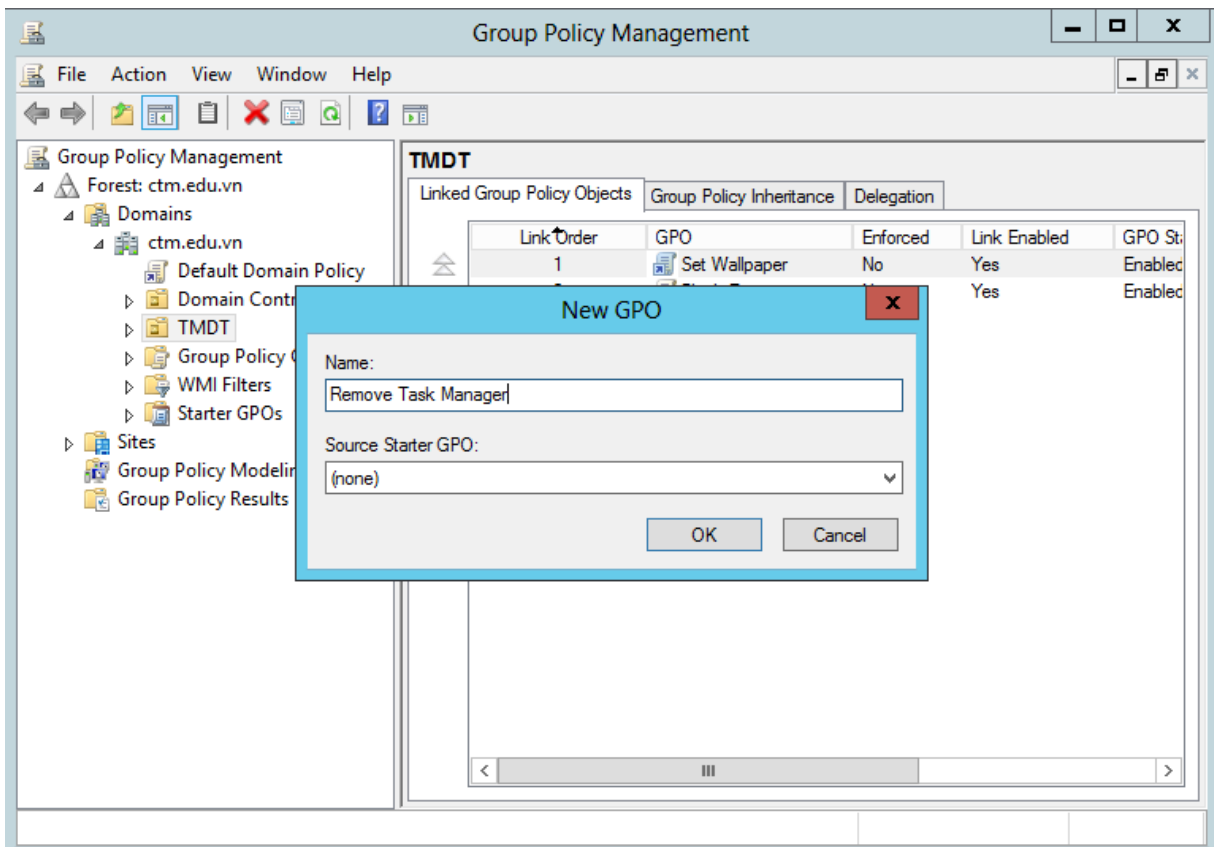 Group Policy Management
File Action View Window Help
Group Policy Management
Forest: ctm.edu.vn
Domains
ctm.edu.vn
Default Domain Policy
Domain Contr
TMDT
Group Policy
WMI Filters
Starter GPOs
Sites
Group Policy Modelin
Group Policy Results
TMDT
Linked Group Policy Objects Group Policy Inheritance Delegation
Link Order GPO Enforced Link Enabled GPO St
1 Set Wallpaper No Yes Enabled
Yes Enabled
New GPO
Name:
Remove Task Manager
Source Starter GPO:
(none)
OK Cancel